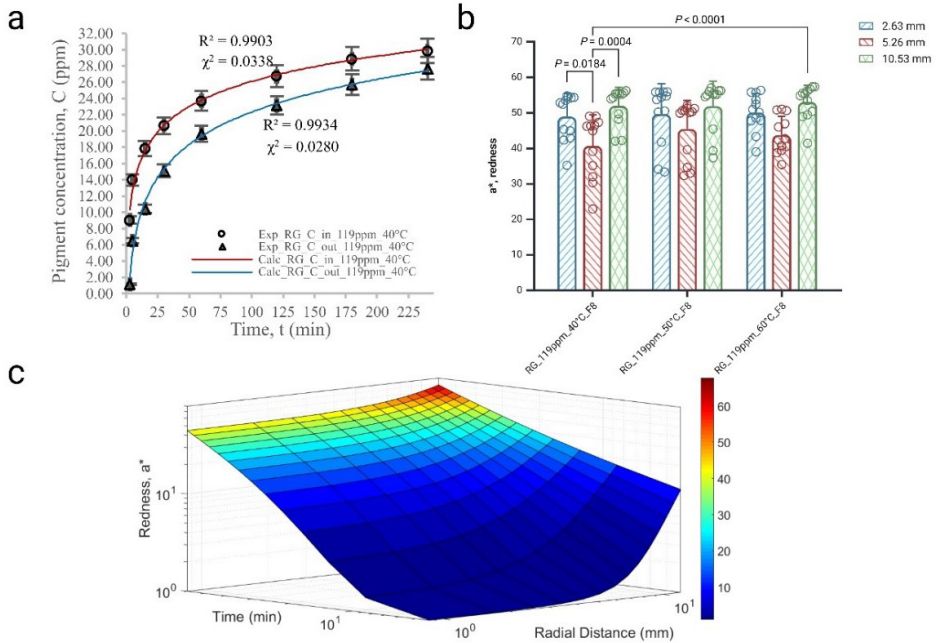 a
Pigment concentration, C (ppm)
32.00
30.00
28.00
26.00
24.00
22.00
20.00
18.00
16.00
14.00
12.00
10.00
8.00
6.00
4.00
2.00
0.00
R² = 0.9903
χ² = 0.0338
R² = 0.9934
χ² = 0.0280
Exp_RG_C_in_119ppm_40°C
Exp_RG_C_out_119ppm_40°C
Calc_RG_C_in_119ppm_40°C
Calc_RG_C_out_119ppm_40°C
0 25 50 75 100 125 150 175 200 225
Time, t (min)
b
P < 0.0001
P = 0.0004
P = 0.0184
2.63 mm
5.26 mm
10.53 mm
a*, redness
70
60
50
40
30
20
10
0
RG_119ppm_40°C_F8
RG_119ppm_50°C_F8
RG_119ppm_60°C_F8
c
Redness, a*
10¹
10⁰
Time (min)
10¹
10⁰
Radial Distance (mm)
10¹
60
50
40
30
20
10